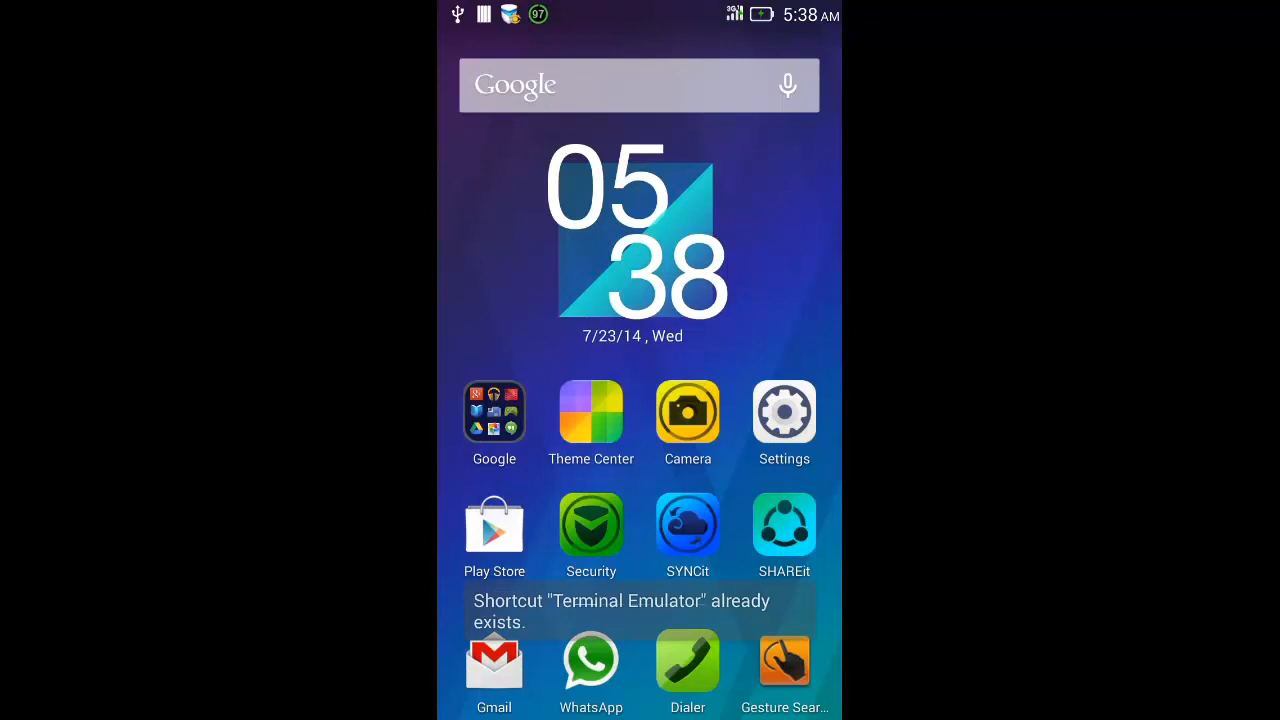 97
3G
5:38 AM
Google
05
38
7/23/14 , Wed
Google
Theme Center
Camera
Settings
Play Store
Security
SYNCit
SHAREit
Shortcut "Terminal Emulator" already
exists.
Gmail
WhatsApp
Dialer
Gesture Sear...